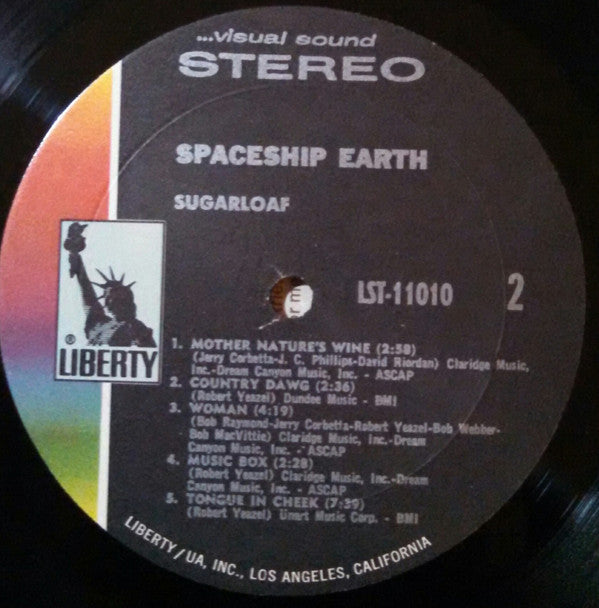 ...visual sound
STEREO
SPACESHIP EARTH
SUGARLOAF
LST-11010 2
® LIBERTY
1. MOTHER NATURE'S WINE (2:58)
(Jerry Corbetta-J. C. Phillips-David Riordan) Claridge Music,
Inc.-Dream Canyon Music, Inc. - ASCAP
2. COUNTRY DAWG (2:36)
(Robert Yeazel) Dundee Music - BMI
3. WOMAN (4:19)
(Bob Raymond-Jerry Corbetta-Robert Yeazel-Bob Webber-
Bob MacVittie) Claridge Music, Inc.-Dream
Canyon Music, Inc. - ASCAP
4. MUSIC BOX (2:28)
(Robert Yeazel) Claridge Music, Inc.-Dream
Canyon Music, Inc. - ASCAP
5. TONGUE IN CHEEK (7:39)
(Robert Yeazel) Unart Music Corp. - BMI
LIBERTY/UA, INC., LOS ANGELES, CALIFORNIA